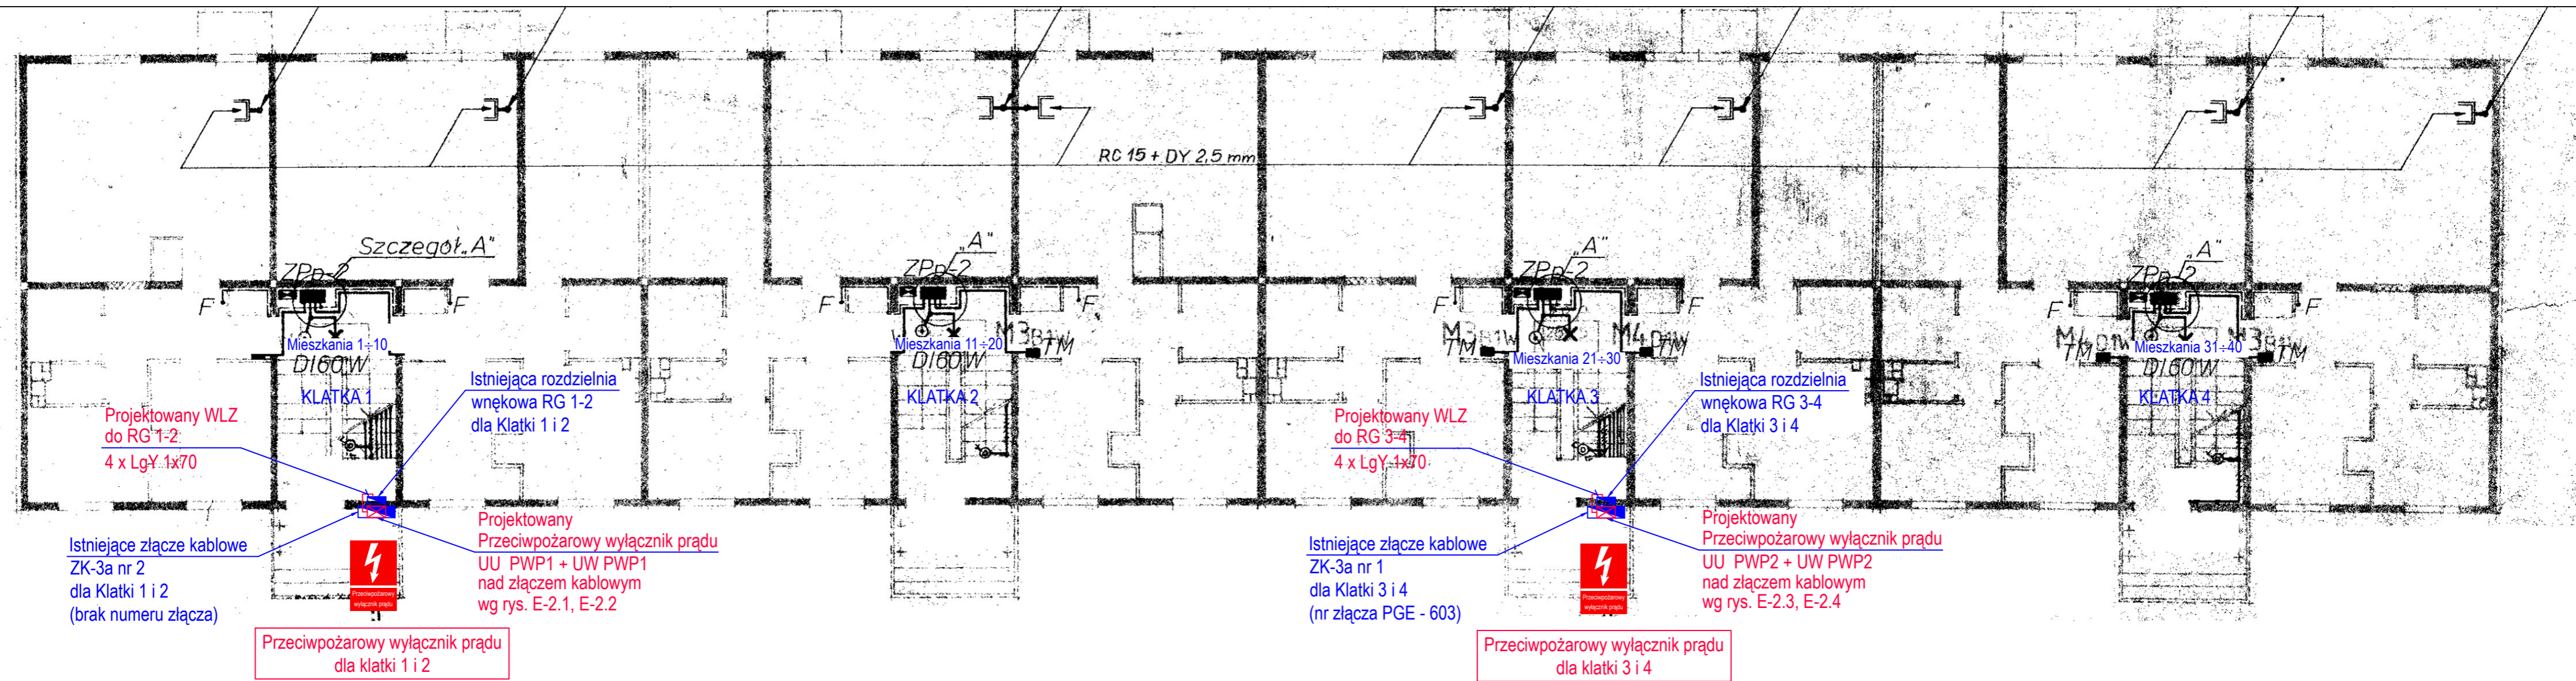 RC 15 + DY 2,5 mm
Szczegół „A"
ZPp-2
F
F
Mieszkania 1÷10
D160W
KLATKA 1
Istniejąca rozdzielnia
wnękowa RG 1-2
dla Klatki 1 i 2
Projektowany WLZ
do RG 1-2
4 x LgY 1x70
Istniejące złącze kablowe
ZK-3a nr 2
dla Klatki 1 i 2
(brak numeru złącza)
Przeciwpożarowy
wyłącznik prądu
Projektowany
Przeciwpożarowy wyłącznik prądu
UU PWP1 + UW PWP1
nad złączem kablowym
wg rys. E-2.1, E-2.2
Przeciwpożarowy wyłącznik prądu
dla klatki 1 i 2
„A"
ZPp-2
F
F
Mieszkania 11÷20
M3B1W
TM
D160W
KLATKA 2
„A"
ZPp-2
F
F
TM
TM
Mieszkania 21÷30
KLATKA 3
Istniejąca rozdzielnia
wnękowa RG 3-4
dla Klatki 3 i 4
Projektowany WLZ
do RG 3-4
4 x LgY 1x70
Istniejące złącze kablowe
ZK-3a nr 1
dla Klatki 3 i 4
(nr złącza PGE - 603)
Przeciwpożarowy
wyłącznik prądu
Projektowany
Przeciwpożarowy wyłącznik prądu
UU PWP2 + UW PWP2
nad złączem kablowym
wg rys. E-2.3, E-2.4
Przeciwpożarowy wyłącznik prądu
dla klatki 3 i 4
„A"
ZPp-2
F
F
TM
TM
Mieszkania 31÷40
D160W
KLATKA 4